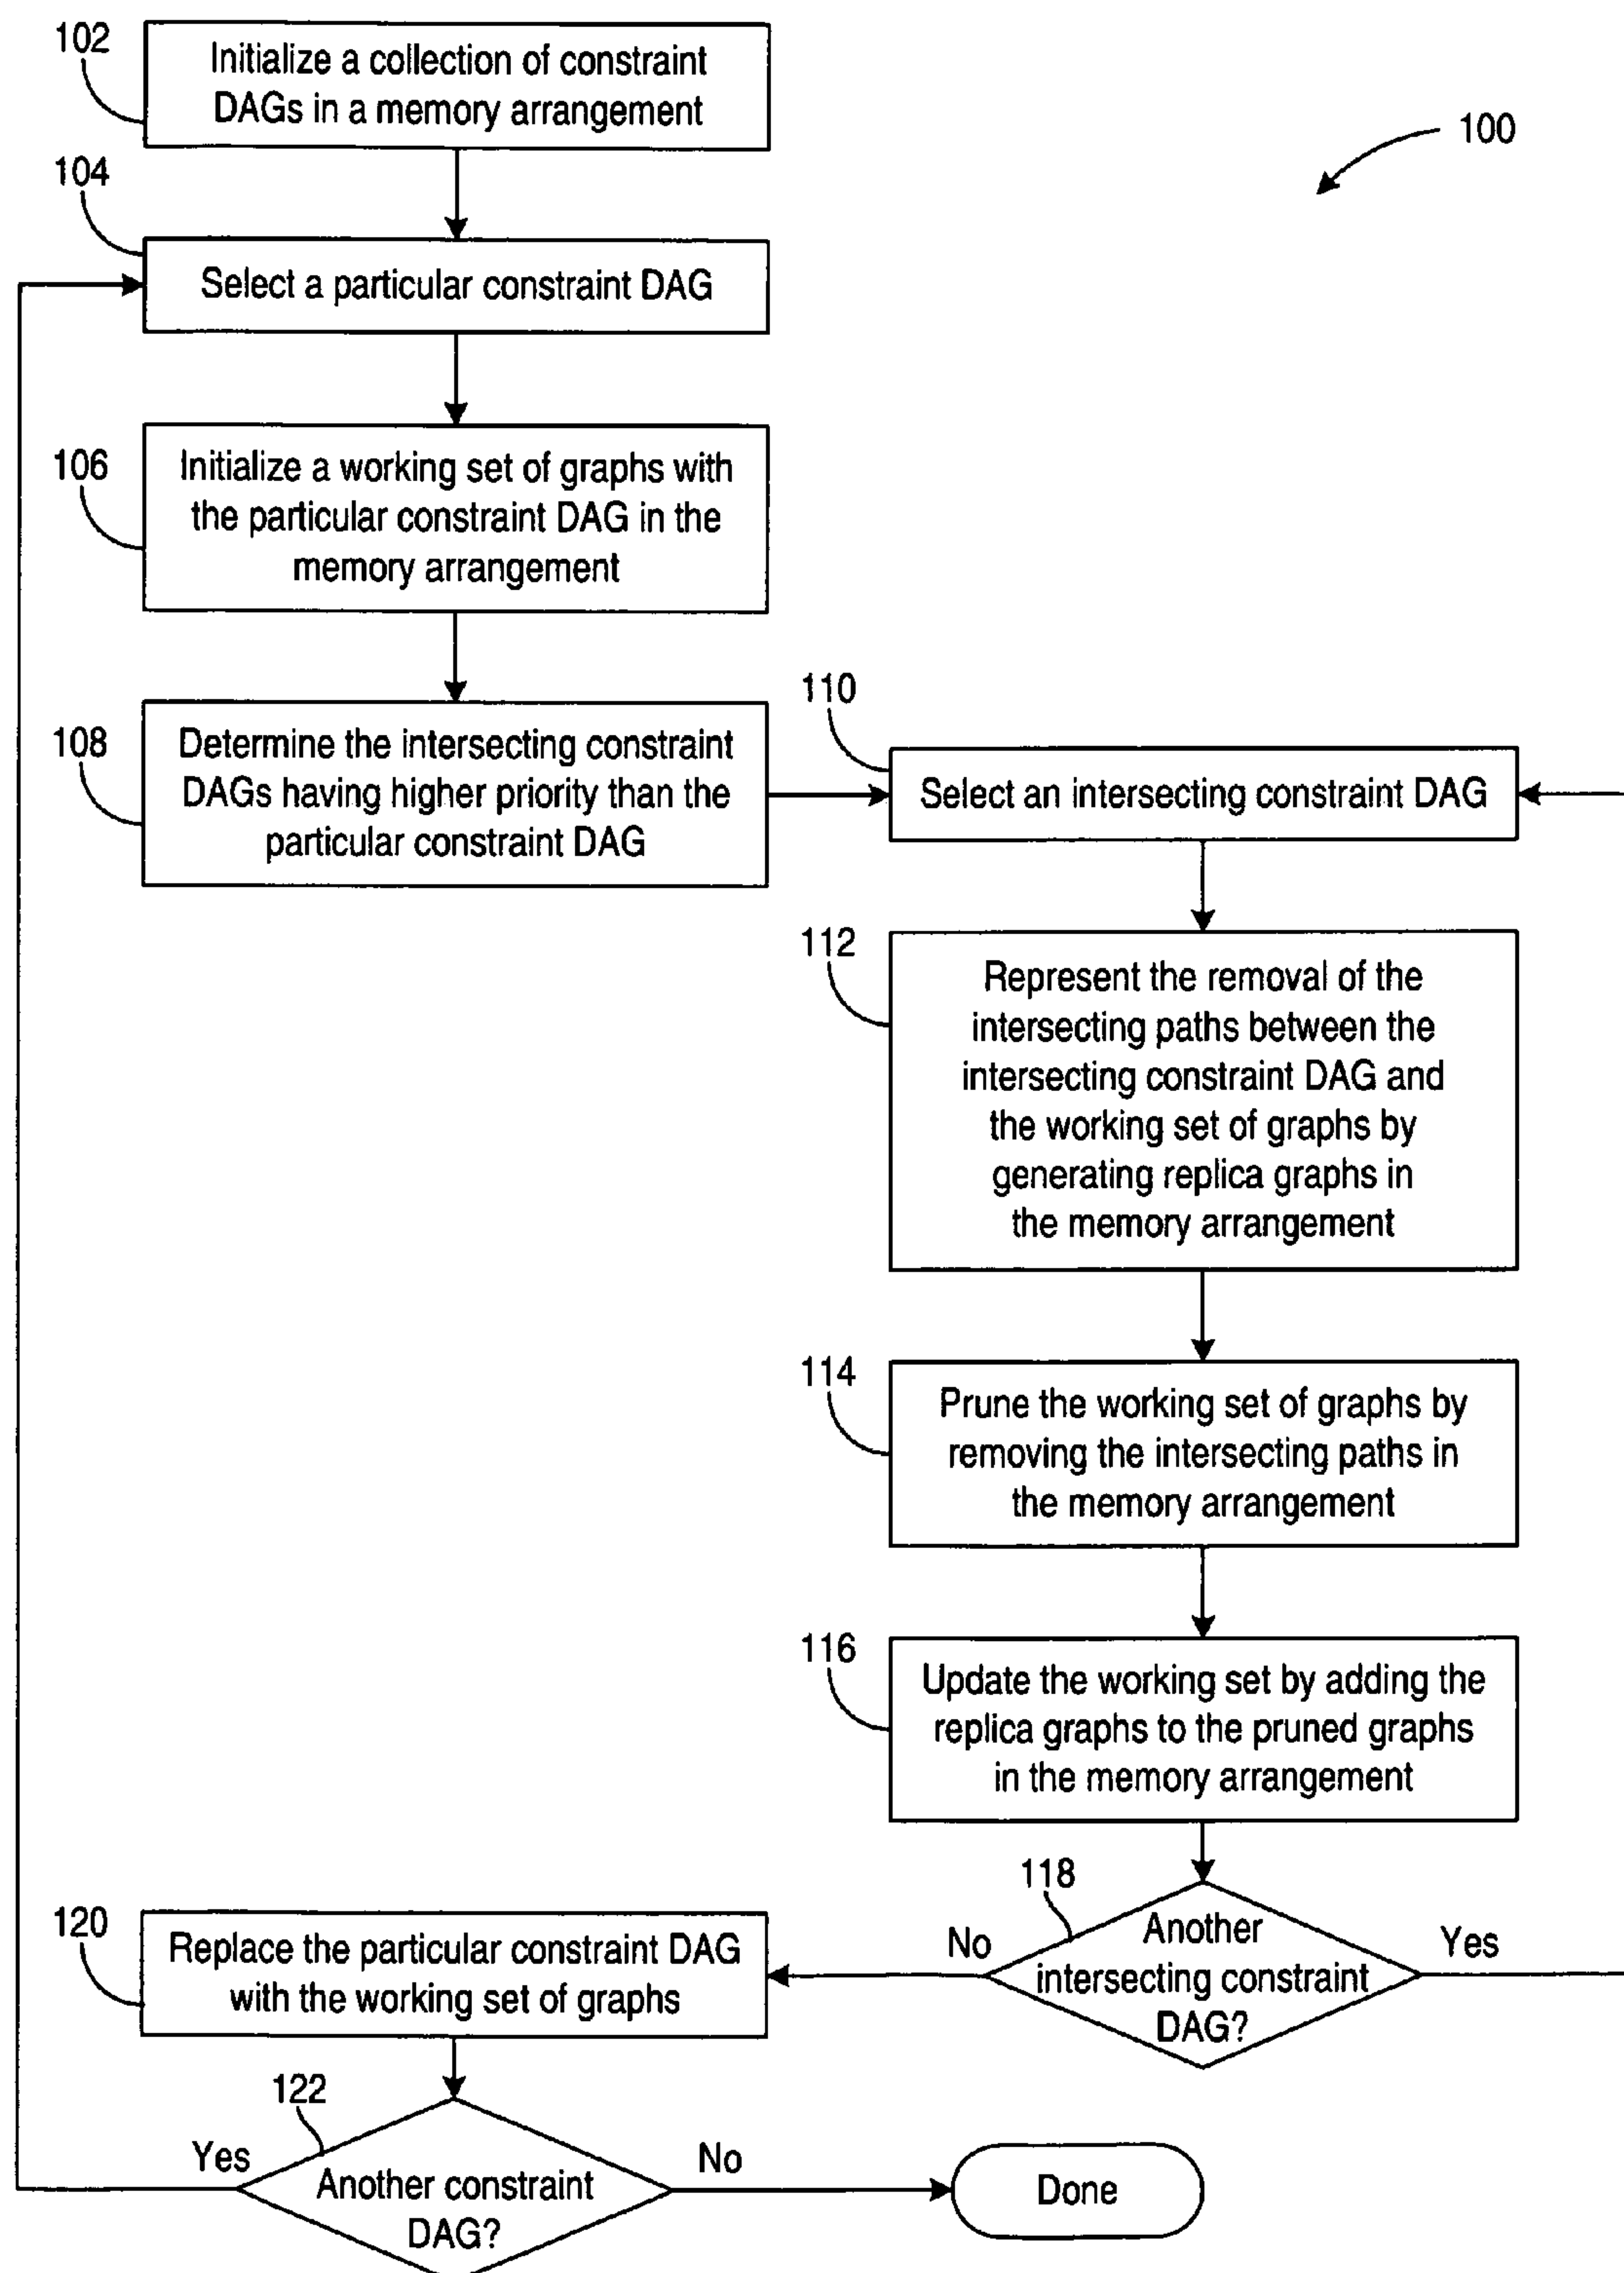 102
Initialize a collection of constraint
DAGs in a memory arrangement
100
104
Select a particular constraint DAG
106
Initialize a working set of graphs with
the particular constraint DAG in the
memory arrangement
108
Determine the intersecting constraint
DAGs having higher priority than the
particular constraint DAG
110
Select an intersecting constraint DAG
112
Represent the removal of the
intersecting paths between the
intersecting constraint DAG and
the working set of graphs by
generating replica graphs in
the memory arrangement
114
Prune the working set of graphs by
removing the intersecting paths in
the memory arrangement
116
Update the working set by adding the
replica graphs to the pruned graphs
in the memory arrangement
118
Another
intersecting constraint
DAG?
No
Yes
120
Replace the particular constraint DAG
with the working set of graphs
122
Another constraint
DAG?
Yes
No
Done